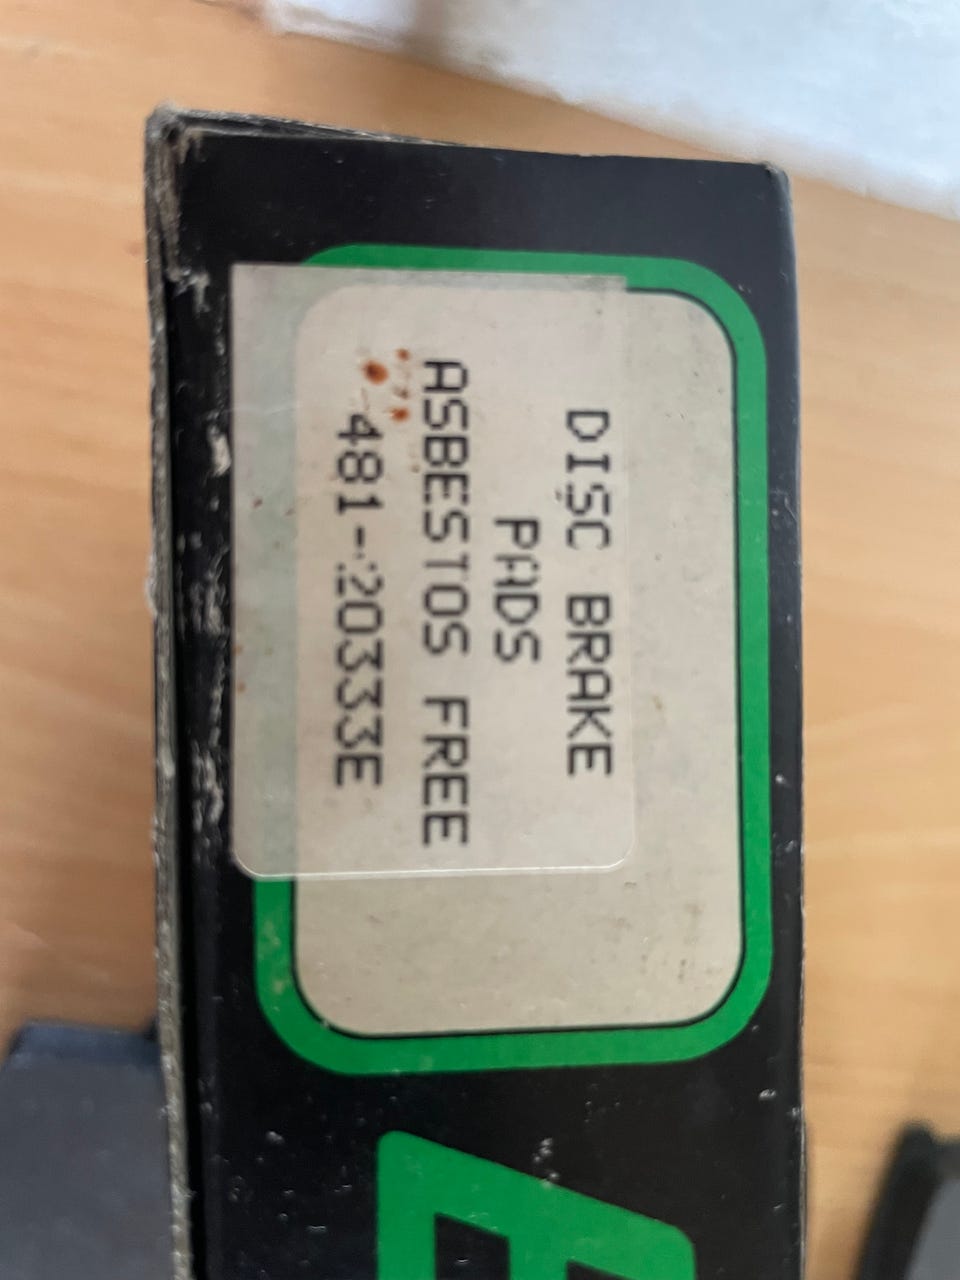 DISC BRAKE
PADS
ASBESTOS FREE
481-20333E